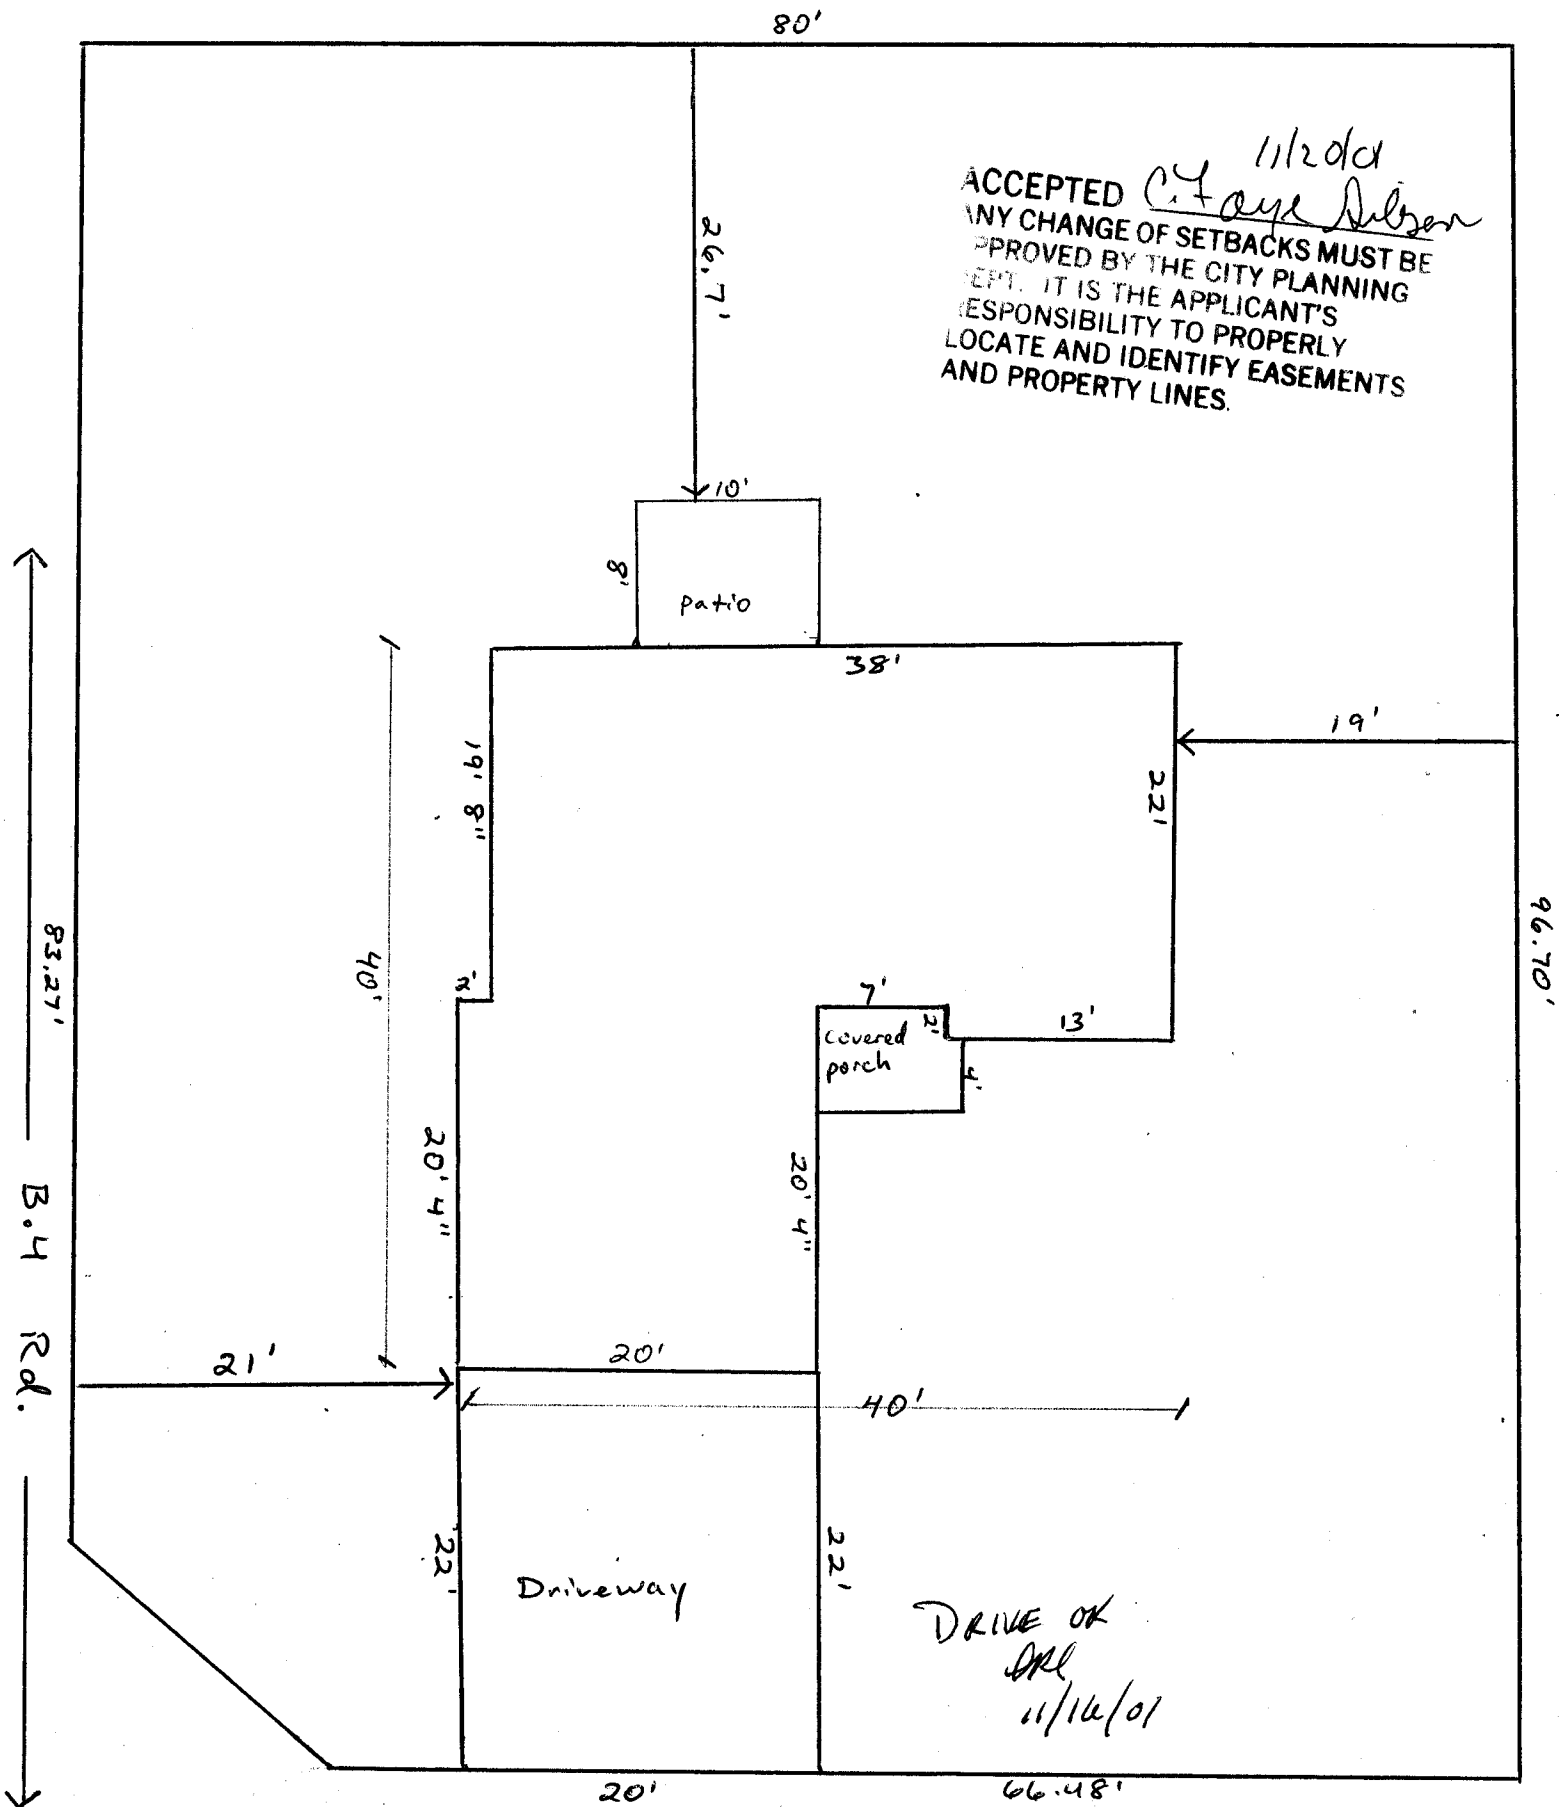 80'
11/20/01
ACCEPTED C. Faye
ANY CHANGE OF SETBACKS MUST BE
APPROVED BY THE CITY PLANNING
DEPT. IT IS THE APPLICANT'S
RESPONSIBILITY TO PROPERLY
LOCATE AND IDENTIFY EASEMENTS
AND PROPERTY LINES.
26.7'
10'
8'
patio
38'
19'
19' 8"
22'
96.70'
83.27'
40'
2'
7'
2'
13'
Covered
porch
4'
20' 4"
20' 4"
B.4 Rd.
21'
20'
40'
22'
Driveway
22'
DRIVE OK
11/16/01
20'
66.48'